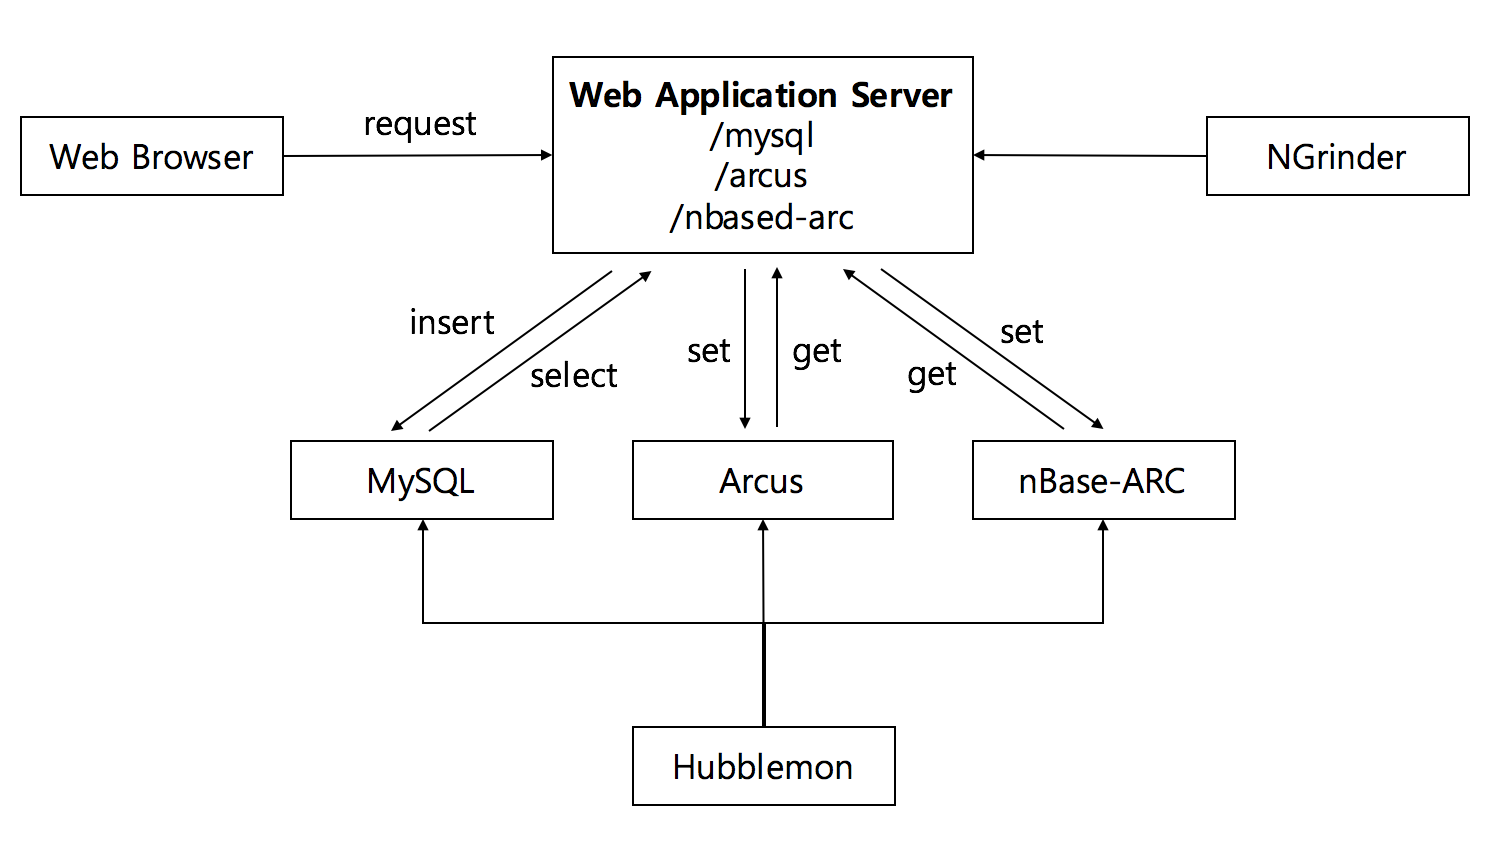 Web Application Server
/mysql
/arcus
/nbased-arc
Web Browser
request
NGrinder
insert
select
set
get
get
set
MySQL
Arcus
nBase-ARC
Hubblemon